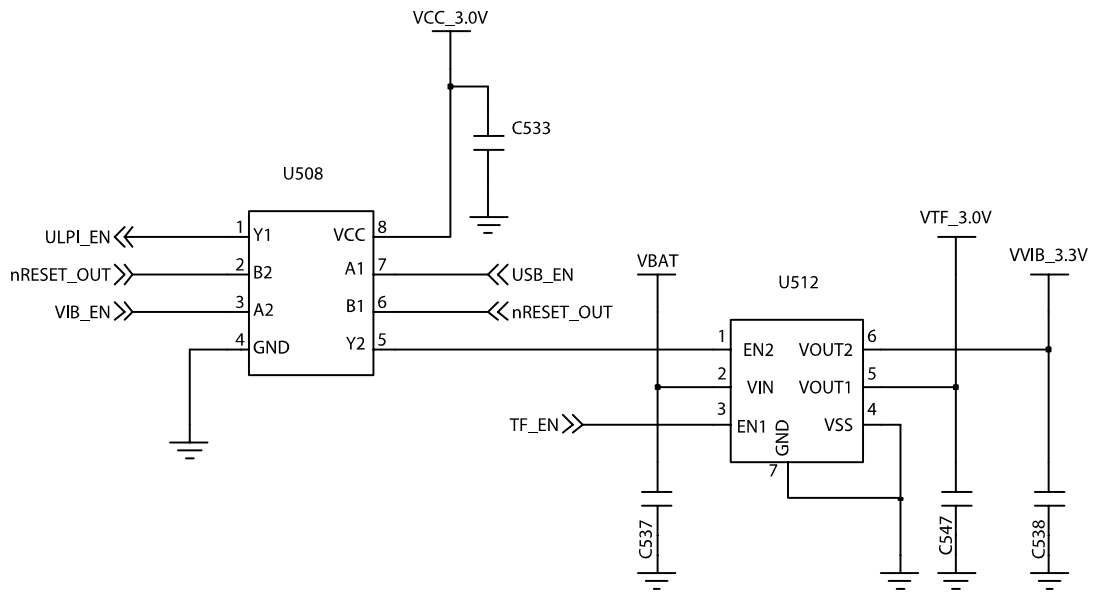 VCC_3.0V
C533
U508
ULPI_EN
1
Y1
VCC
8
nRESET_OUT
2
B2
A1
7
USB_EN
VIB_EN
3
A2
B1
6
nRESET_OUT
4
GND
Y2
5
VTF_3.0V
VBAT
VVIB_3.3V
U512
1
EN2
VOUT2
6
2
VIN
VOUT1
5
TF_EN
3
EN1
GND
VSS
4
7
C537
C547
C538